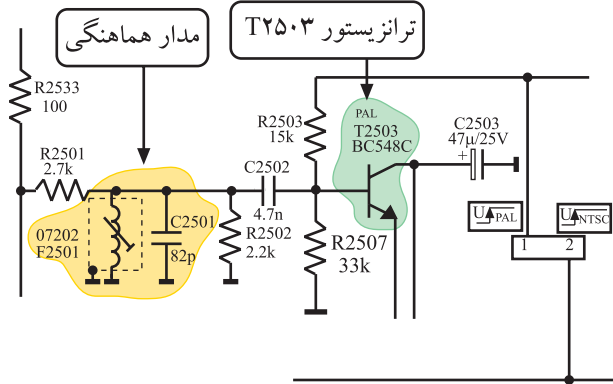 مدار هماهنگی
ترانزیستور T۲۵۰۳
R2533
100
R2501
2.7k
R2503
15k
PAL
T2503
BC548C
C2503
47µ/25V
+
C2502
4.7n
C2501
82p
07202
F2501
R2502
2.2k
R2507
33k
U PAL
U NTSC
1
2